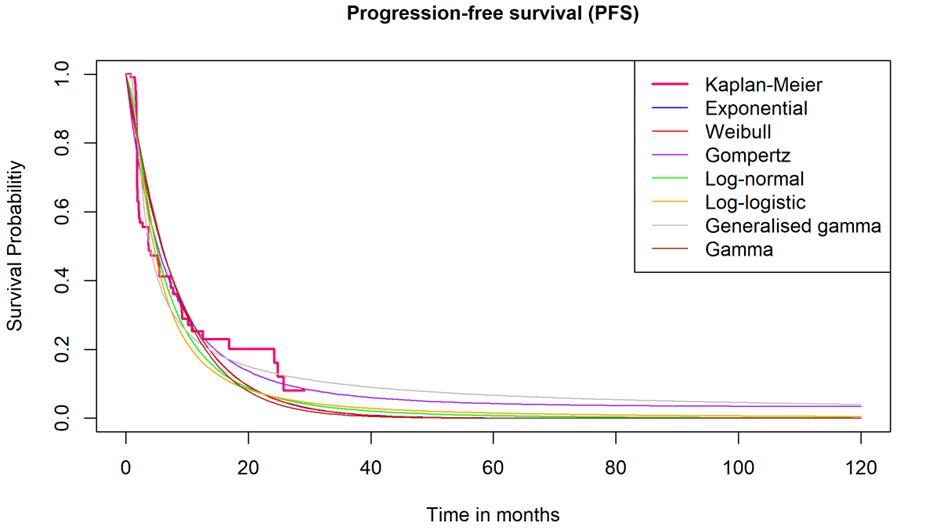 Progression-free survival (PFS)
Survival Probabilitiy
1.0
0.8
0.6
0.4
0.2
0.0
Kaplan-Meier
Exponential
Weibull
Gompertz
Log-normal
Log-logistic
Generalised gamma
Gamma
0 20 40 60 80 100 120
Time in months